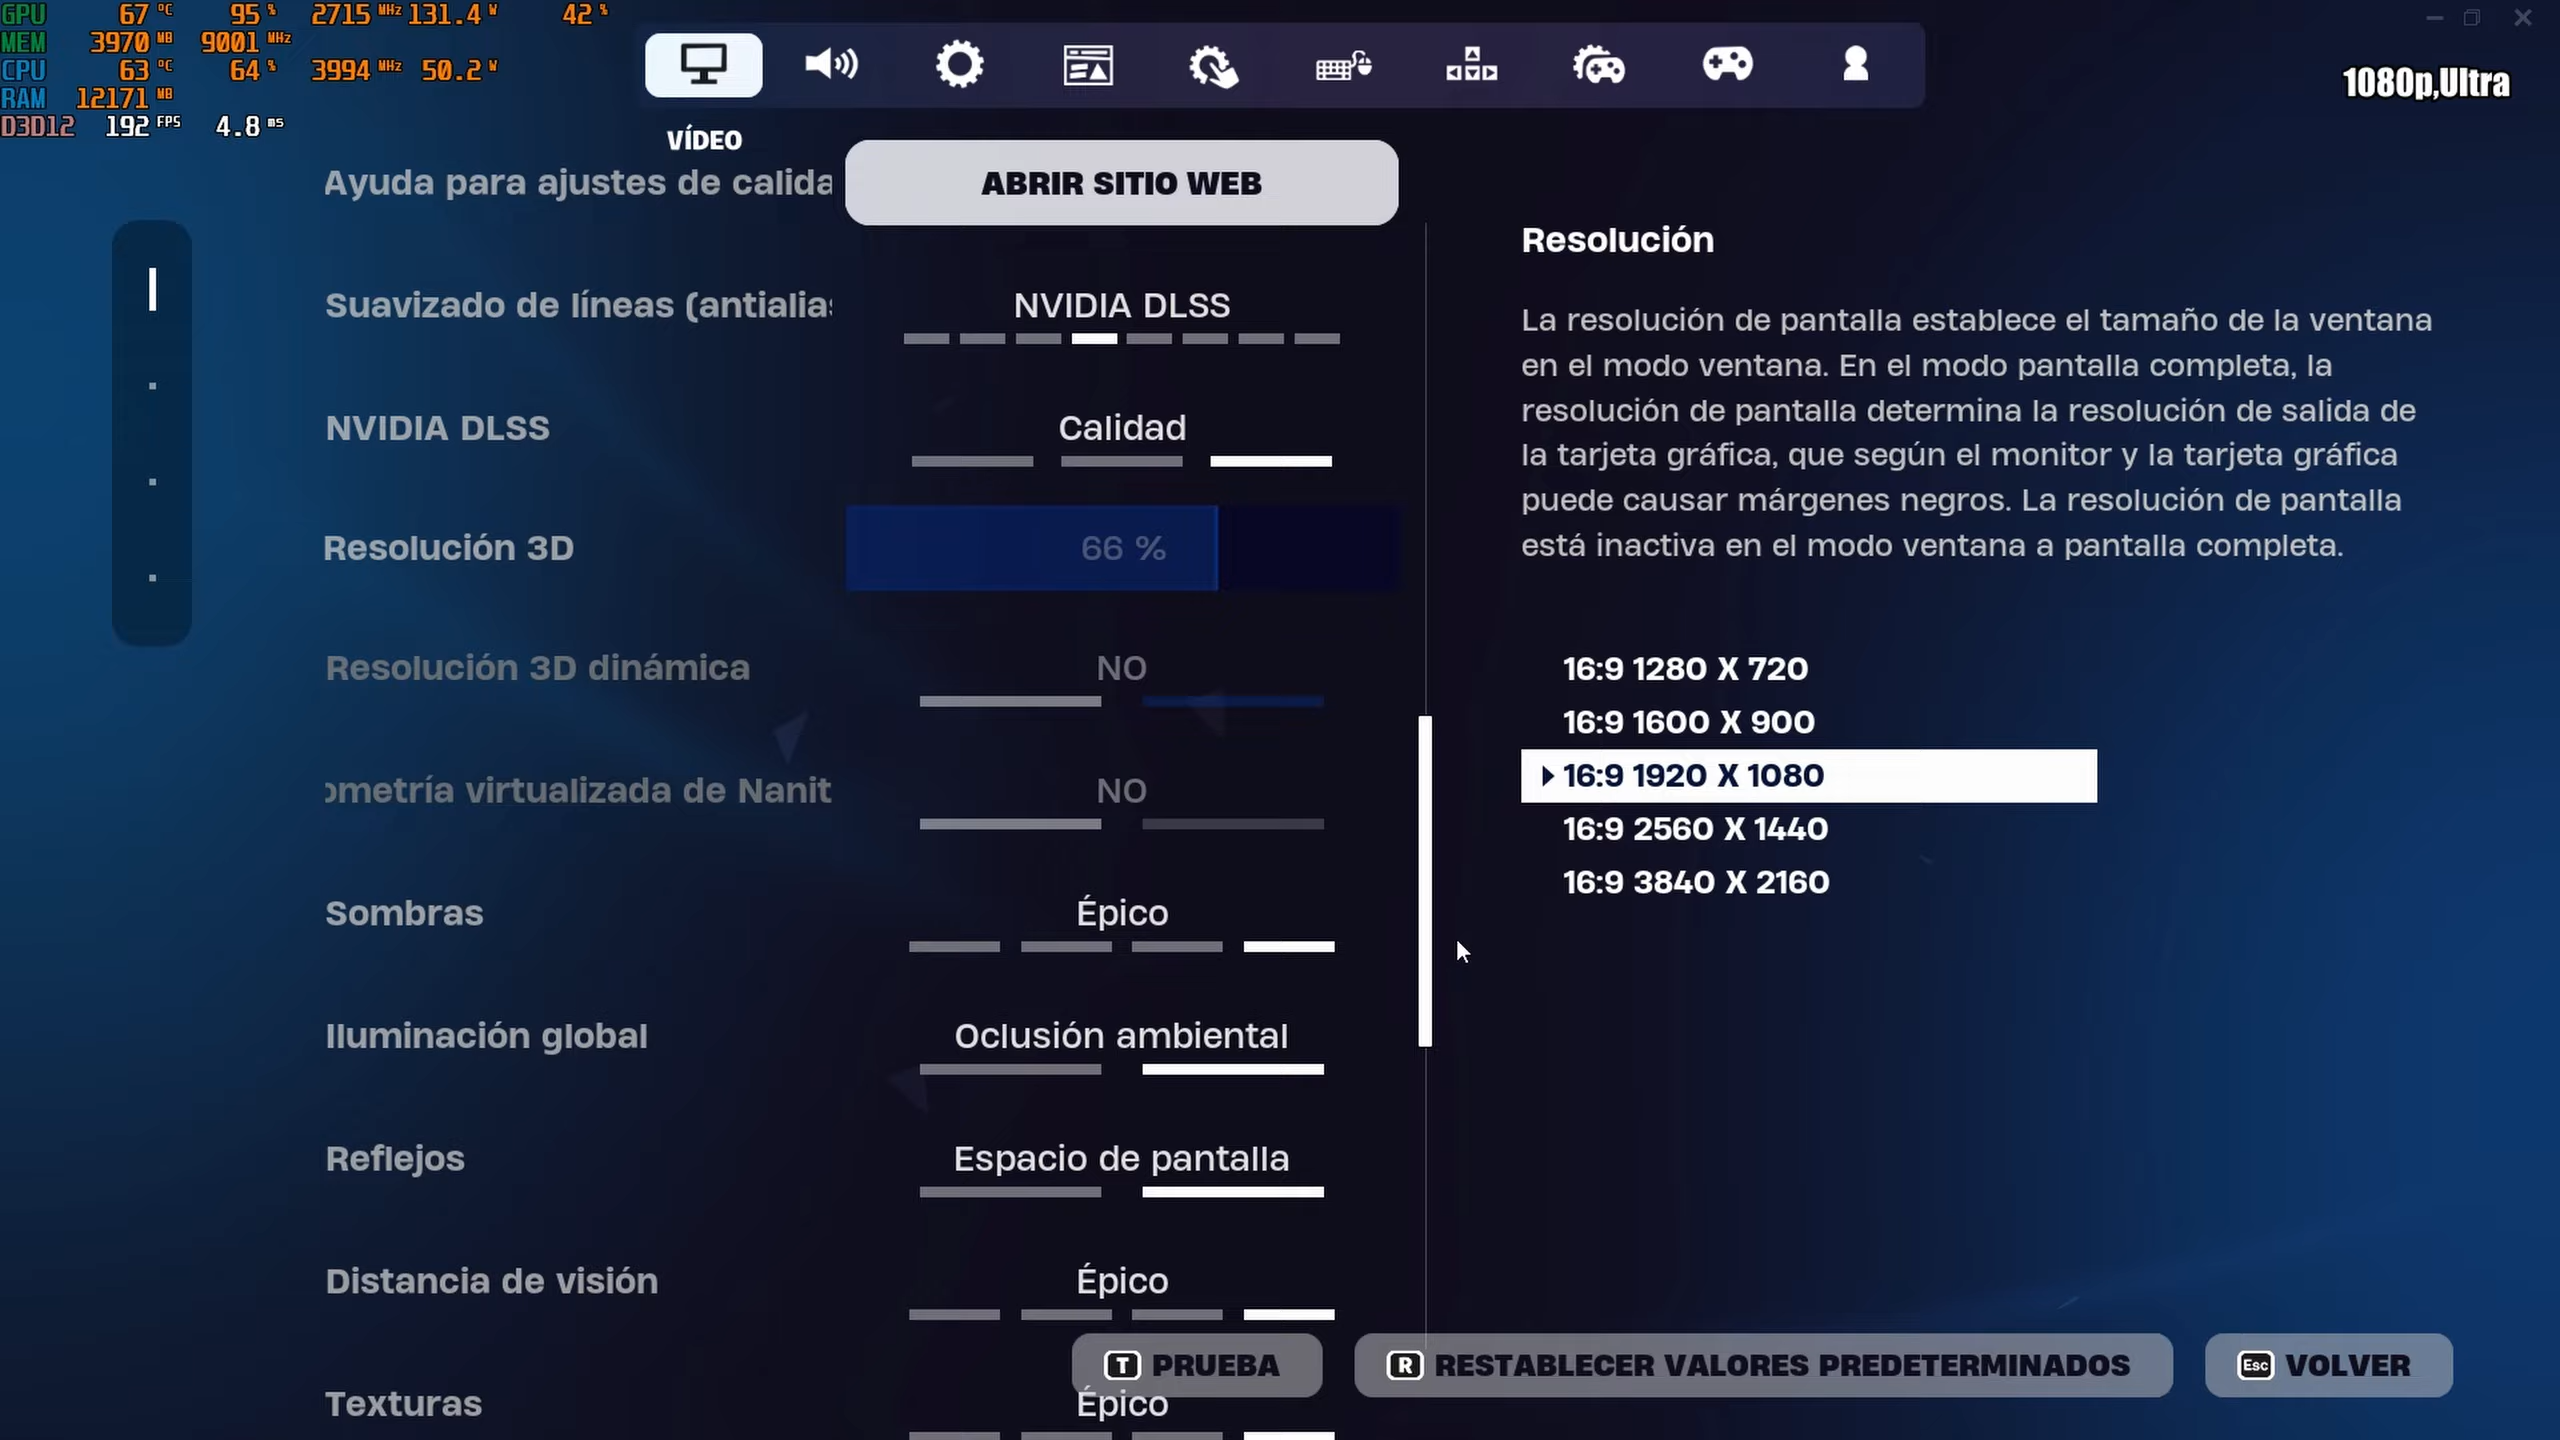 GPU 67 °C 95 % 2715 MHz 131.4 W 42 %
MEM 3970 MB 9001 MHz
CPU 63 °C 64 % 3994 MHz 50.2 W
RAM 12171 MB
D3D12 192 FPS 4.8 ms
1080p,Ultra
VÍDEO
Ayuda para ajustes de calida
ABRIR SITIO WEB
Suavizado de líneas (antialias
NVIDIA DLSS
NVIDIA DLSS
Calidad
Resolución 3D
66 %
Resolución 3D dinámica
NO
ometría virtualizada de Nanit
NO
Sombras
Épico
Iluminación global
Oclusión ambiental
Reflejos
Espacio de pantalla
Distancia de visión
Épico
Texturas
Épico
Resolución
La resolución de pantalla establece el tamaño de la ventana
en el modo ventana. En el modo pantalla completa, la
resolución de pantalla determina la resolución de salida de
la tarjeta gráfica, que según el monitor y la tarjeta gráfica
puede causar márgenes negros. La resolución de pantalla
está inactiva en el modo ventana a pantalla completa.
16:9 1280 X 720
16:9 1600 X 900
16:9 1920 X 1080
16:9 2560 X 1440
16:9 3840 X 2160
T PRUEBA
R RESTABLECER VALORES PREDETERMINADOS
Esc VOLVER